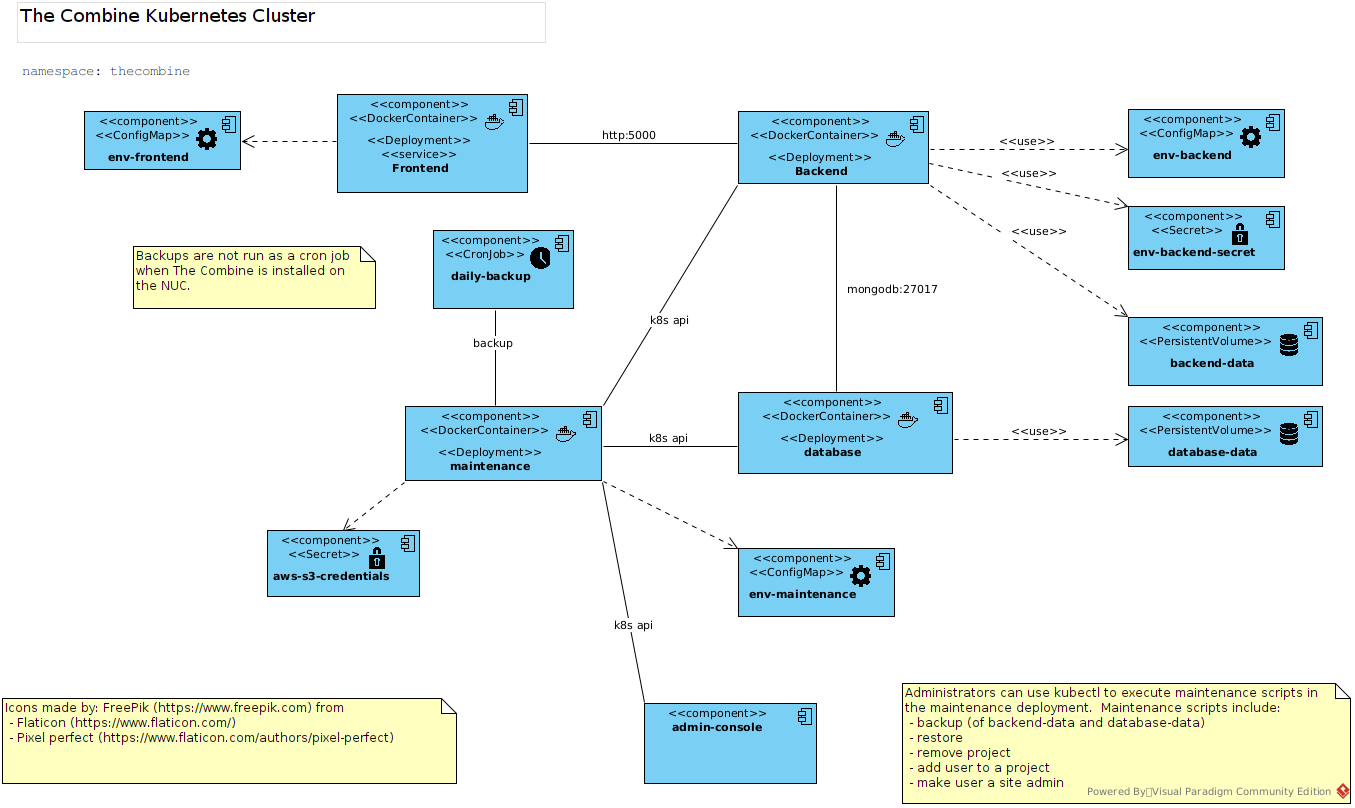 The Combine Kubernetes Cluster
namespace: thecombine
<<component>>
<<ConfigMap>>
env-frontend
<<component>>
<<DockerContainer>>
<<Deployment>>
<<service>>
Frontend
http:5000
<<component>>
<<DockerContainer>>
<<Deployment>>
Backend
<<use>>
<<component>>
<<ConfigMap>>
env-backend
<<use>>
<<component>>
<<Secret>>
env-backend-secret
<<use>>
Backups are not run as a cron job
when The Combine is installed on
the NUC.
<<component>>
<<CronJob>>
daily-backup
backup
k8s api
mongodb:27017
<<component>>
<<PersistentVolume>>
backend-data
<<component>>
<<DockerContainer>>
<<Deployment>>
maintenance
k8s api
<<component>>
<<DockerContainer>>
<<Deployment>>
database
<<use>>
<<component>>
<<PersistentVolume>>
database-data
<<component>>
<<Secret>>
aws-s3-credentials
<<component>>
<<ConfigMap>>
env-maintenance
k8s api
<<component>>
admin-console
Icons made by: FreePik (https://www.freepik.com) from
- Flaticon (https://www.flaticon.com/)
- Pixel perfect (https://www.flaticon.com/authors/pixel-perfect)
Administrators can use kubectl to execute maintenance scripts in
the maintenance deployment.  Maintenance scripts include:
- backup (of backend-data and database-data)
- restore
- remove project
- add user to a project
- make user a site admin
Powered By Visual Paradigm Community Edition